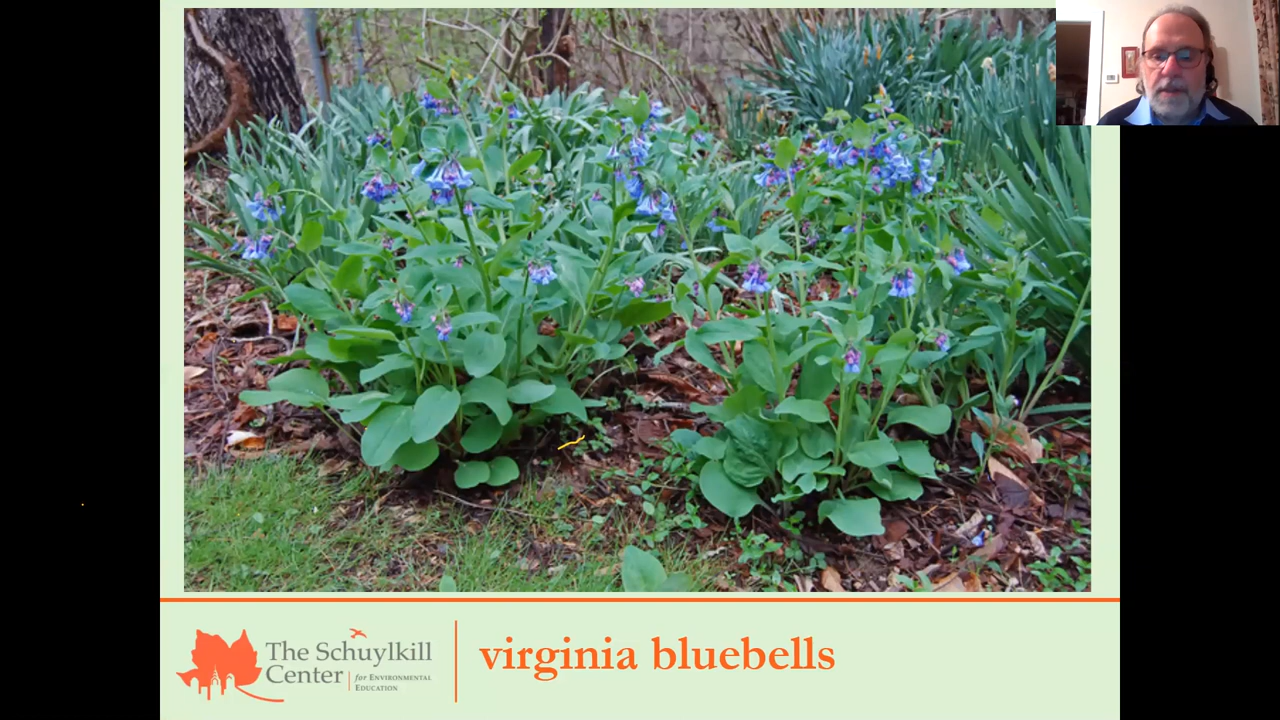 The Schuylkill
Center
for Environmental
Education
virginia bluebells